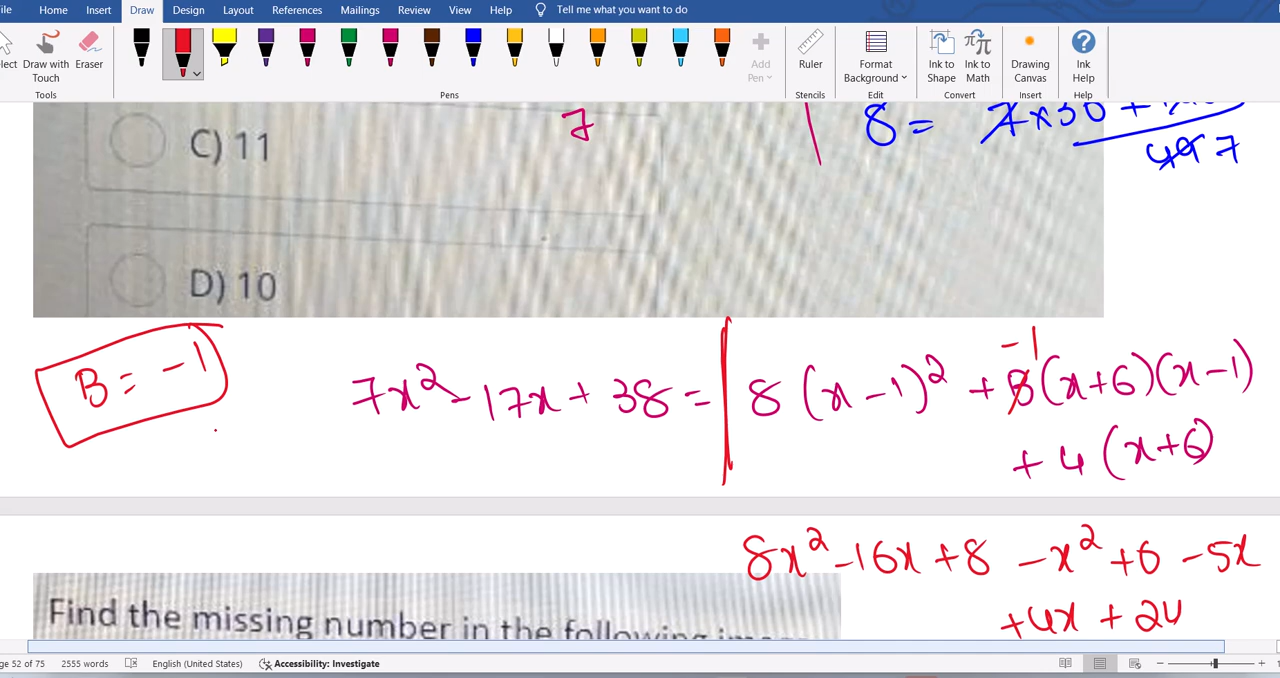 File Home Insert Draw Design Layout References Mailings Review View Help Tell me what you want to do
Select Draw with Touch Eraser Add Pen Ruler Format Background Ink to Shape Ink to Math Drawing Canvas Ink Help
Tools Pens Stencils Edit Convert Insert Help
C) 11
7
8 = 7x30 +
49 7
D) 10
B = -1
-1
7x² - 17x + 38 = 8 (x-1)² + B(x+6)(x-1)
+ 4 (x+6)
8x² -16x +8 -x² +6 -5x
+4x + 24
Find the missing number in the following
Page 52 of 75 2555 words English (United States) Accessibility: Investigate